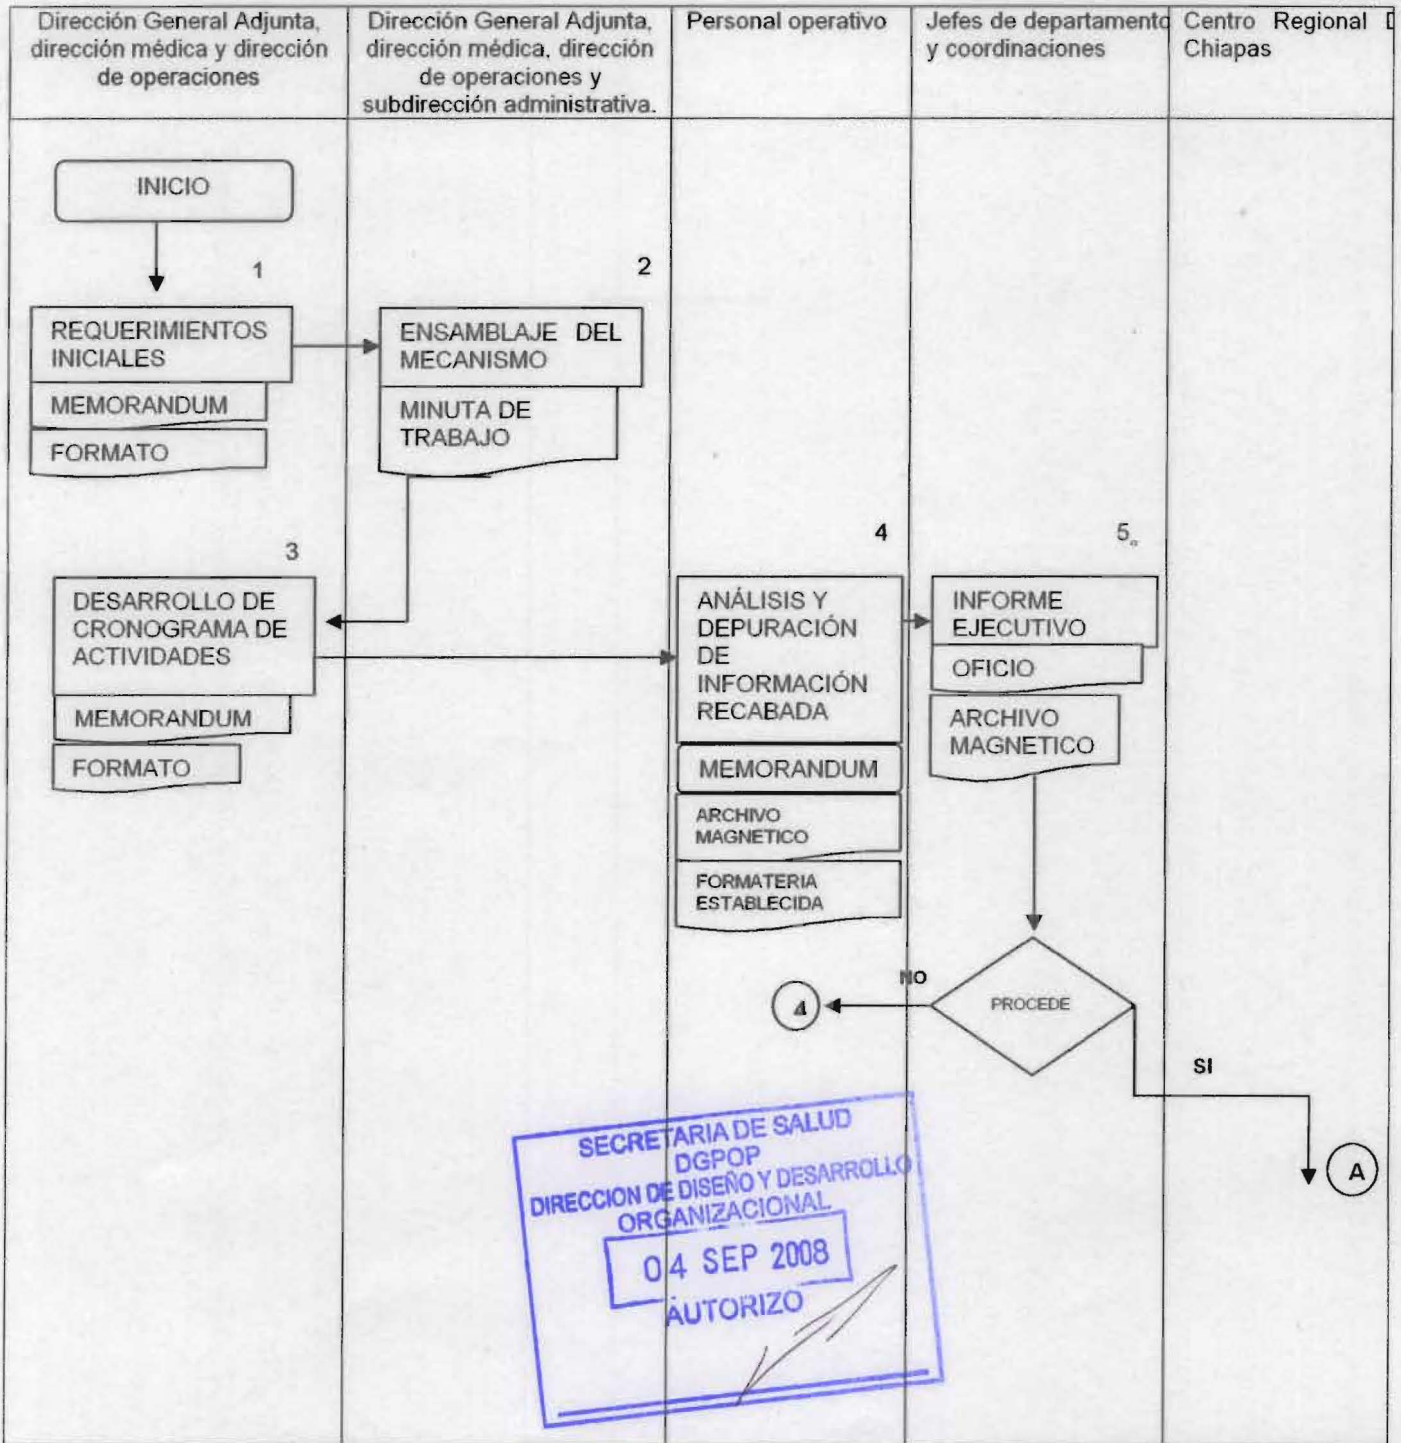 Dirección General Adjunta,
dirección médica y dirección
de operaciones
Dirección General Adjunta,
dirección médica, dirección
de operaciones y
subdirección administrativa.
Personal operativo
Jefes de departamento
y coordinaciones
Centro Regional D
Chiapas
INICIO
1
2
REQUERIMIENTOS
INICIALES
MEMORANDUM
FORMATO
ENSAMBLAJE DEL
MECANISMO
MINUTA DE
TRABAJO
3
4
5
DESARROLLO DE
CRONOGRAMA DE
ACTIVIDADES
MEMORANDUM
FORMATO
ANÁLISIS Y
DEPURACIÓN
DE
INFORMACIÓN
RECABADA
MEMORANDUM
ARCHIVO
MAGNETICO
FORMATERIA
ESTABLECIDA
INFORME
EJECUTIVO
OFICIO
ARCHIVO
MAGNETICO
NO
4
PROCEDE
SI
A
SECRETARIA DE SALUD
DGPOP
DIRECCION DE DISEÑO Y DESARROLLO
ORGANIZACIONAL
04 SEP 2008
AUTORIZO